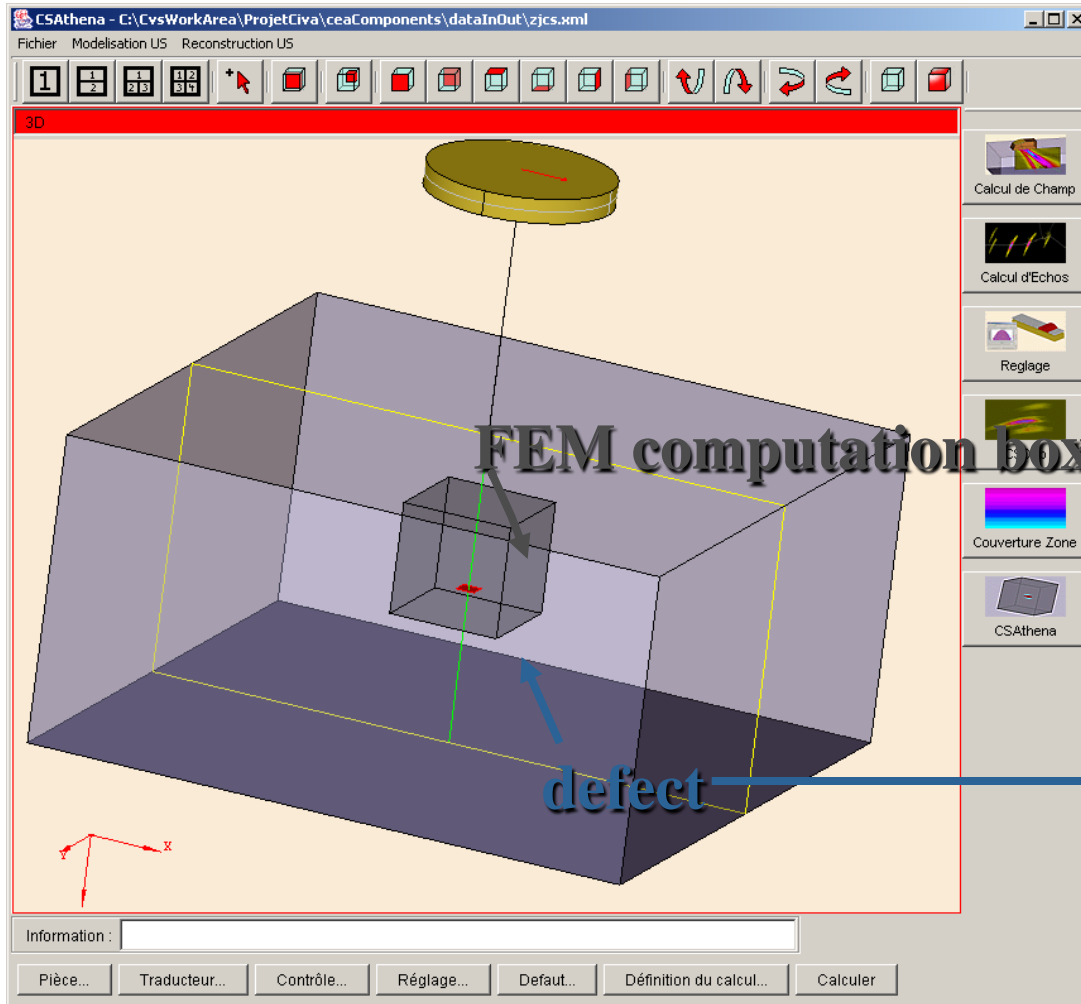 CSAthena - C:\CvsWorkArea\ProjetCiva\ceaComponents\dataInOut\zjcs.xml
Fichier Modelisation US Reconstruction US
1 1 2 1 2 3 1 2 3 4
3D
Calcul de Champ
Calcul d'Echos
Reglage
FEM computation box
Couverture Zone
CSAthena
defect
X
Y
Information :
Pièce... Traducteur... Contrôle... Réglage... Defaut... Définition du calcul... Calculer